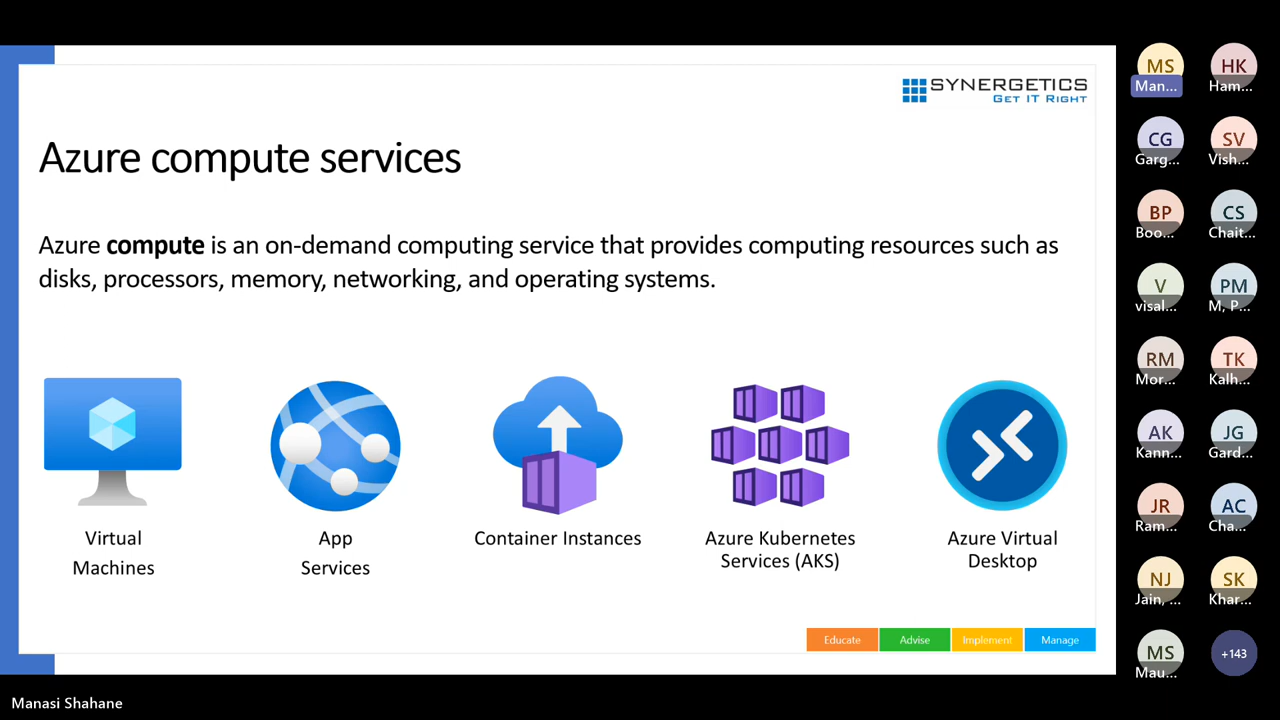 SYNERGETICS
GET IT RIGHT
Azure compute services
Azure compute is an on-demand computing service that provides computing resources such as
disks, processors, memory, networking, and operating systems.
Virtual
Machines
App
Services
Container Instances
Azure Kubernetes
Services (AKS)
Azure Virtual
Desktop
Educate
Advise
Implement
Manage
MS
Man...
HK
Ham...
CG
Garg...
SV
Vish...
BP
Boo...
CS
Chait...
V
visal...
PM
M, P...
RM
Mor...
TK
Kalh...
AK
Kann...
JG
Gard...
JR
Ram...
AC
Cha...
NJ
Jain, ...
SK
Khar...
MS
Mau...
+143
Manasi Shahane